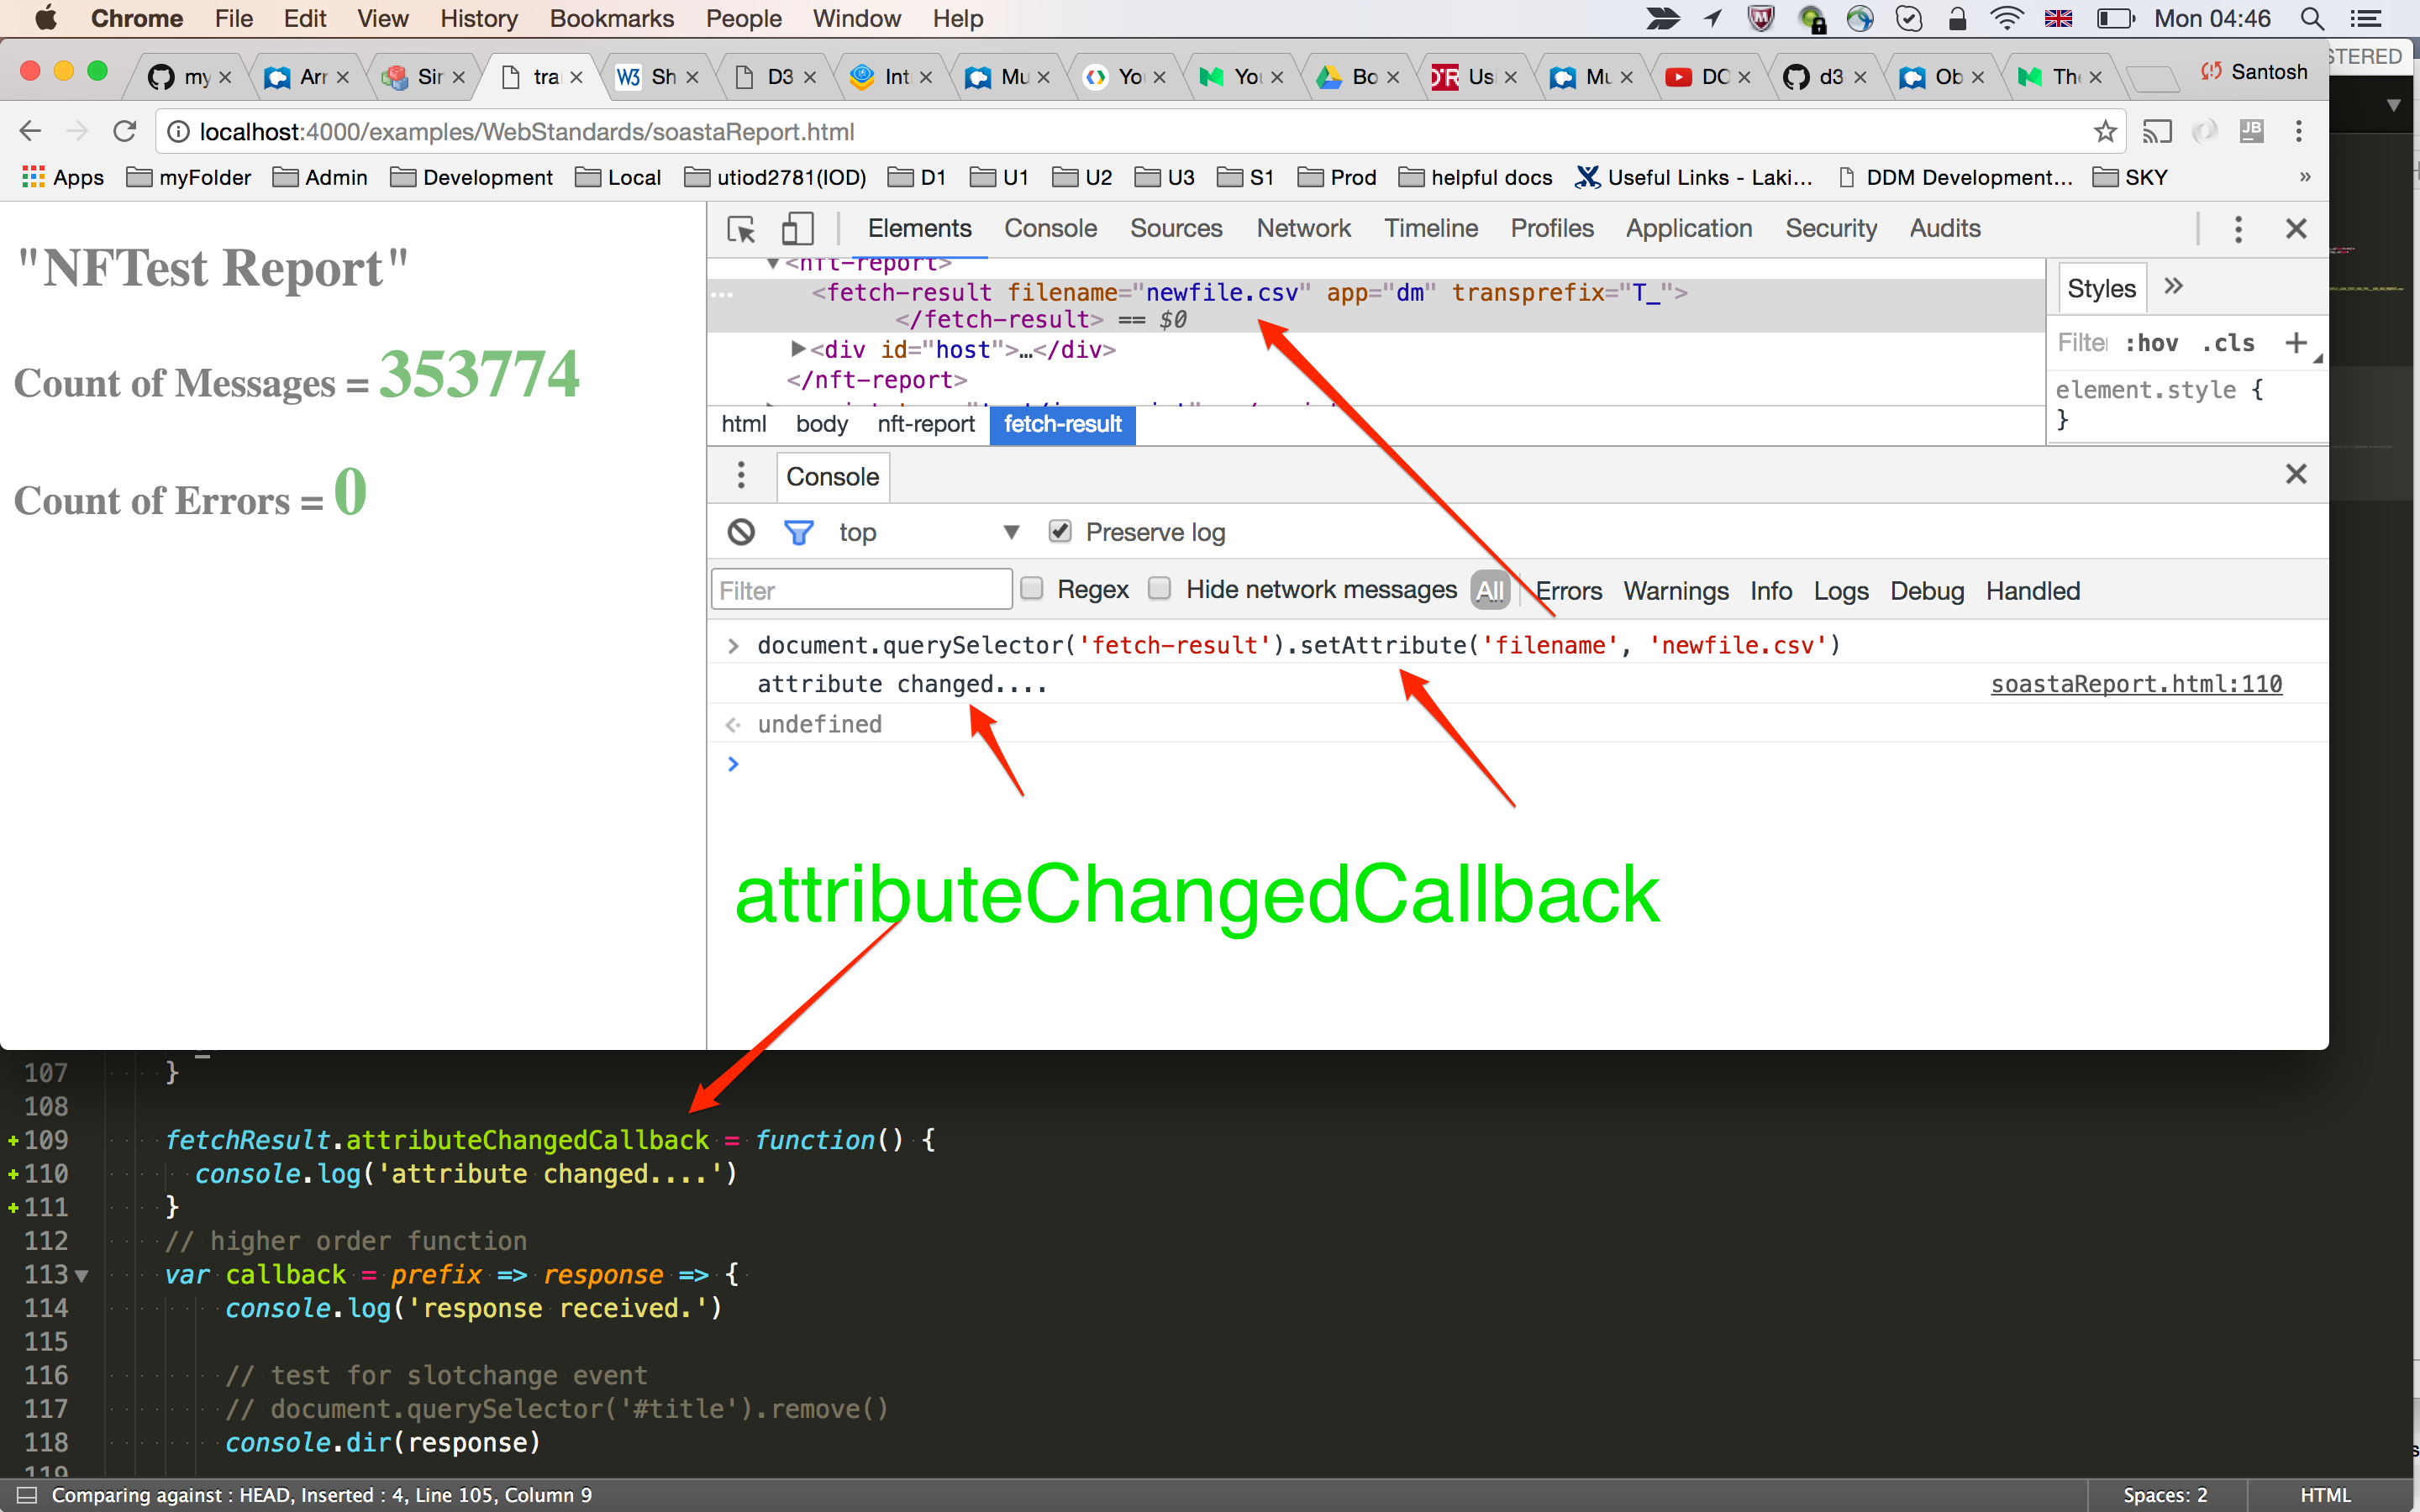 Chrome File Edit View History Bookmarks People Window Help Mon 04:46
my Arr Sir tra W3 Sh D3 Int Mu Yo You Bo D'R Usi Mu DC d3 Ob The Santosh STERED
localhost:4000/examples/WebStandards/soastaReport.html JB
Apps myFolder Admin Development Local utiod2781(IOD) D1 U1 U2 U3 S1 Prod helpful docs Useful Links - Laki... DDM Development... SKY »
Elements Console Sources Network Timeline Profiles Application Security Audits
"NFTest Report"
Count of Messages = 353774
Count of Errors = 0
▼<nft-report>
<fetch-result filename="newfile.csv" app="dm" transprefix="T_">
</fetch-result> == $0
▶<div id="host">…</div>
</nft-report>
Styles »
Filter :hov .cls +
element.style {
}
html body nft-report fetch-result
Console
top ▼ Preserve log
Filter Regex Hide network messages All Errors Warnings Info Logs Debug Handled
> document.querySelector('fetch-result').setAttribute('filename', 'newfile.csv')
attribute changed.... soastaReport.html:110
undefined
>
attributeChangedCallback
107 }
108
+109 fetchResult.attributeChangedCallback = function() {
+110 console.log('attribute changed....')
+111 }
112 // higher order function
113 var callback = prefix => response => {
114 console.log('response received.')
115
116 // test for slotchange event
117 // document.querySelector('#title').remove()
118 console.dir(response)
119
Comparing against : HEAD, Inserted : 4, Line 105, Column 9 Spaces: 2 HTML